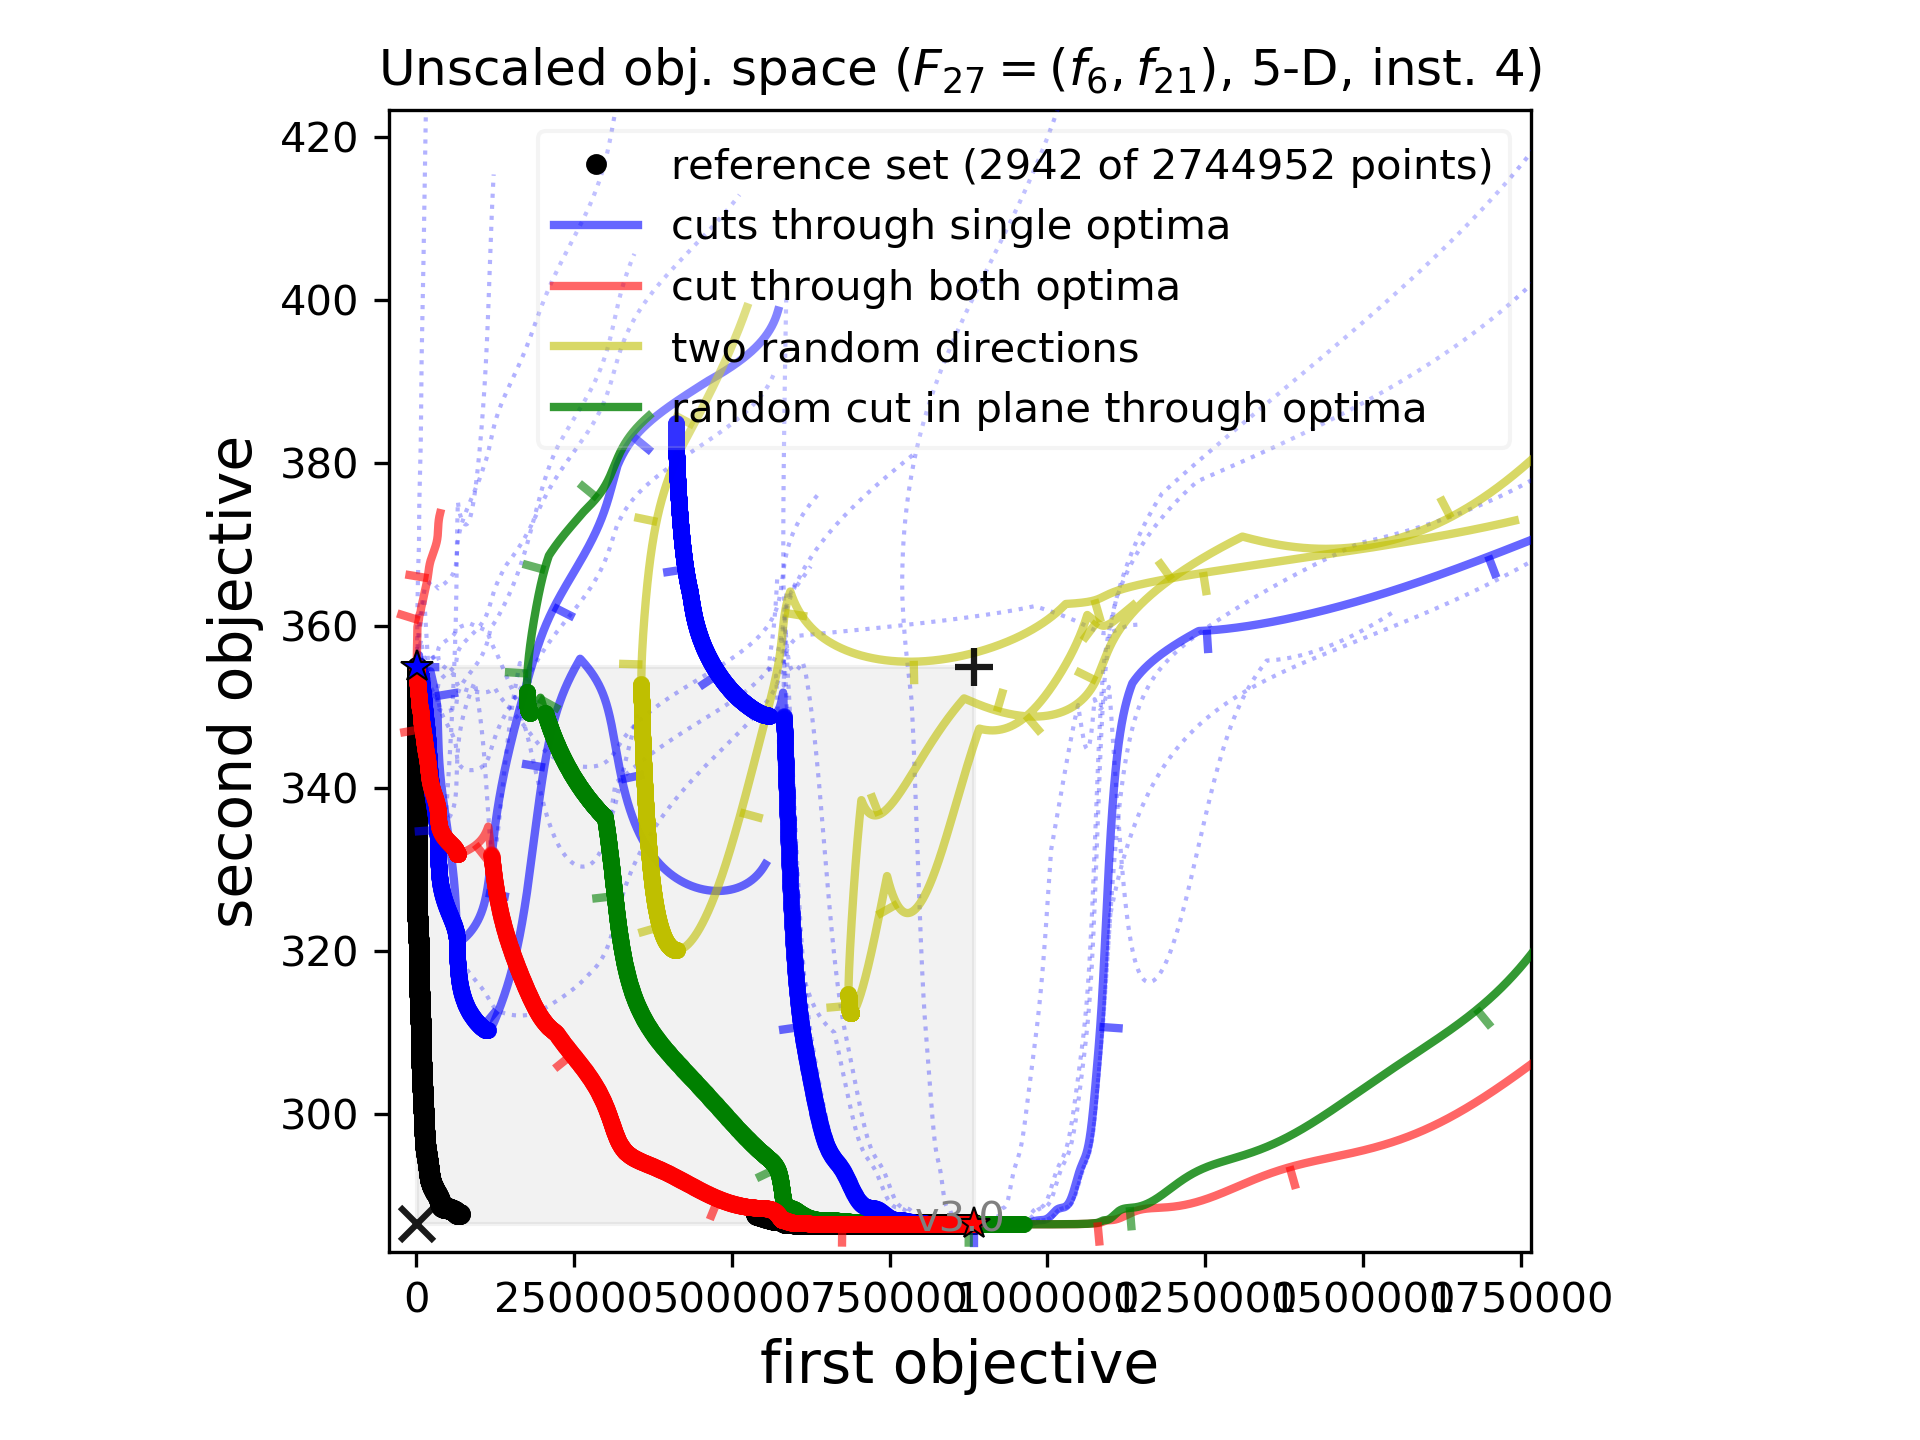 Unscaled obj. space (F27 = (f6, f21), 5-D, inst. 4)
reference set (2942 of 2744952 points)
cuts through single optima
cut through both optima
two random directions
random cut in plane through optima
420
400
380
360
340
320
300
second objective
v3.0
0 250000 500000 750000 1000000 1250000 1500000 1750000
first objective